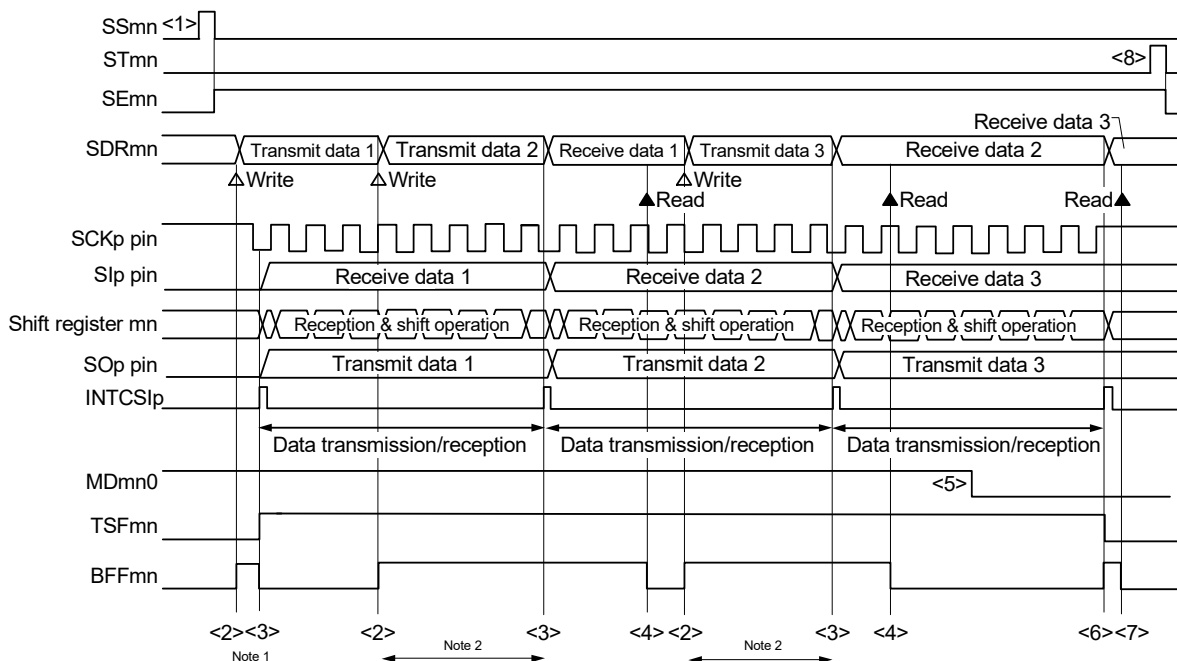 SSmn <1>
STmn <8>
SEmn
Receive data 3
SDRmn Transmit data 1 Transmit data 2 Receive data 1 Transmit data 3 Receive data 2
Write Write Write
Read Read Read
SCKp pin
SIp pin Receive data 1 Receive data 2 Receive data 3
Shift register mn Reception & shift operation Reception & shift operation Reception & shift operation
SOp pin Transmit data 1 Transmit data 2 Transmit data 3
INTCSIp
Data transmission/reception Data transmission/reception Data transmission/reception
MDmn0 <5>
TSFmn
BFFmn
<2> <3> <2> <3> <4> <2> <3> <4> <6> <7>
Note 1 Note 2 Note 2